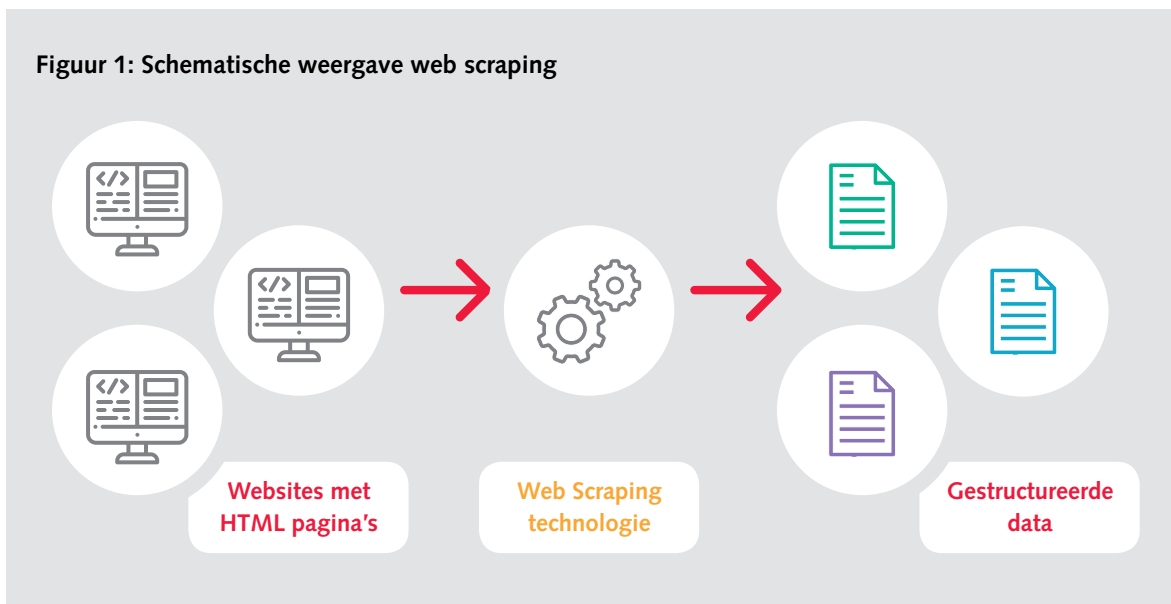 Figuur 1: Schematische weergave web scraping
Websites met
HTML pagina’s
Web Scraping
technologie
Gestructureerde
data